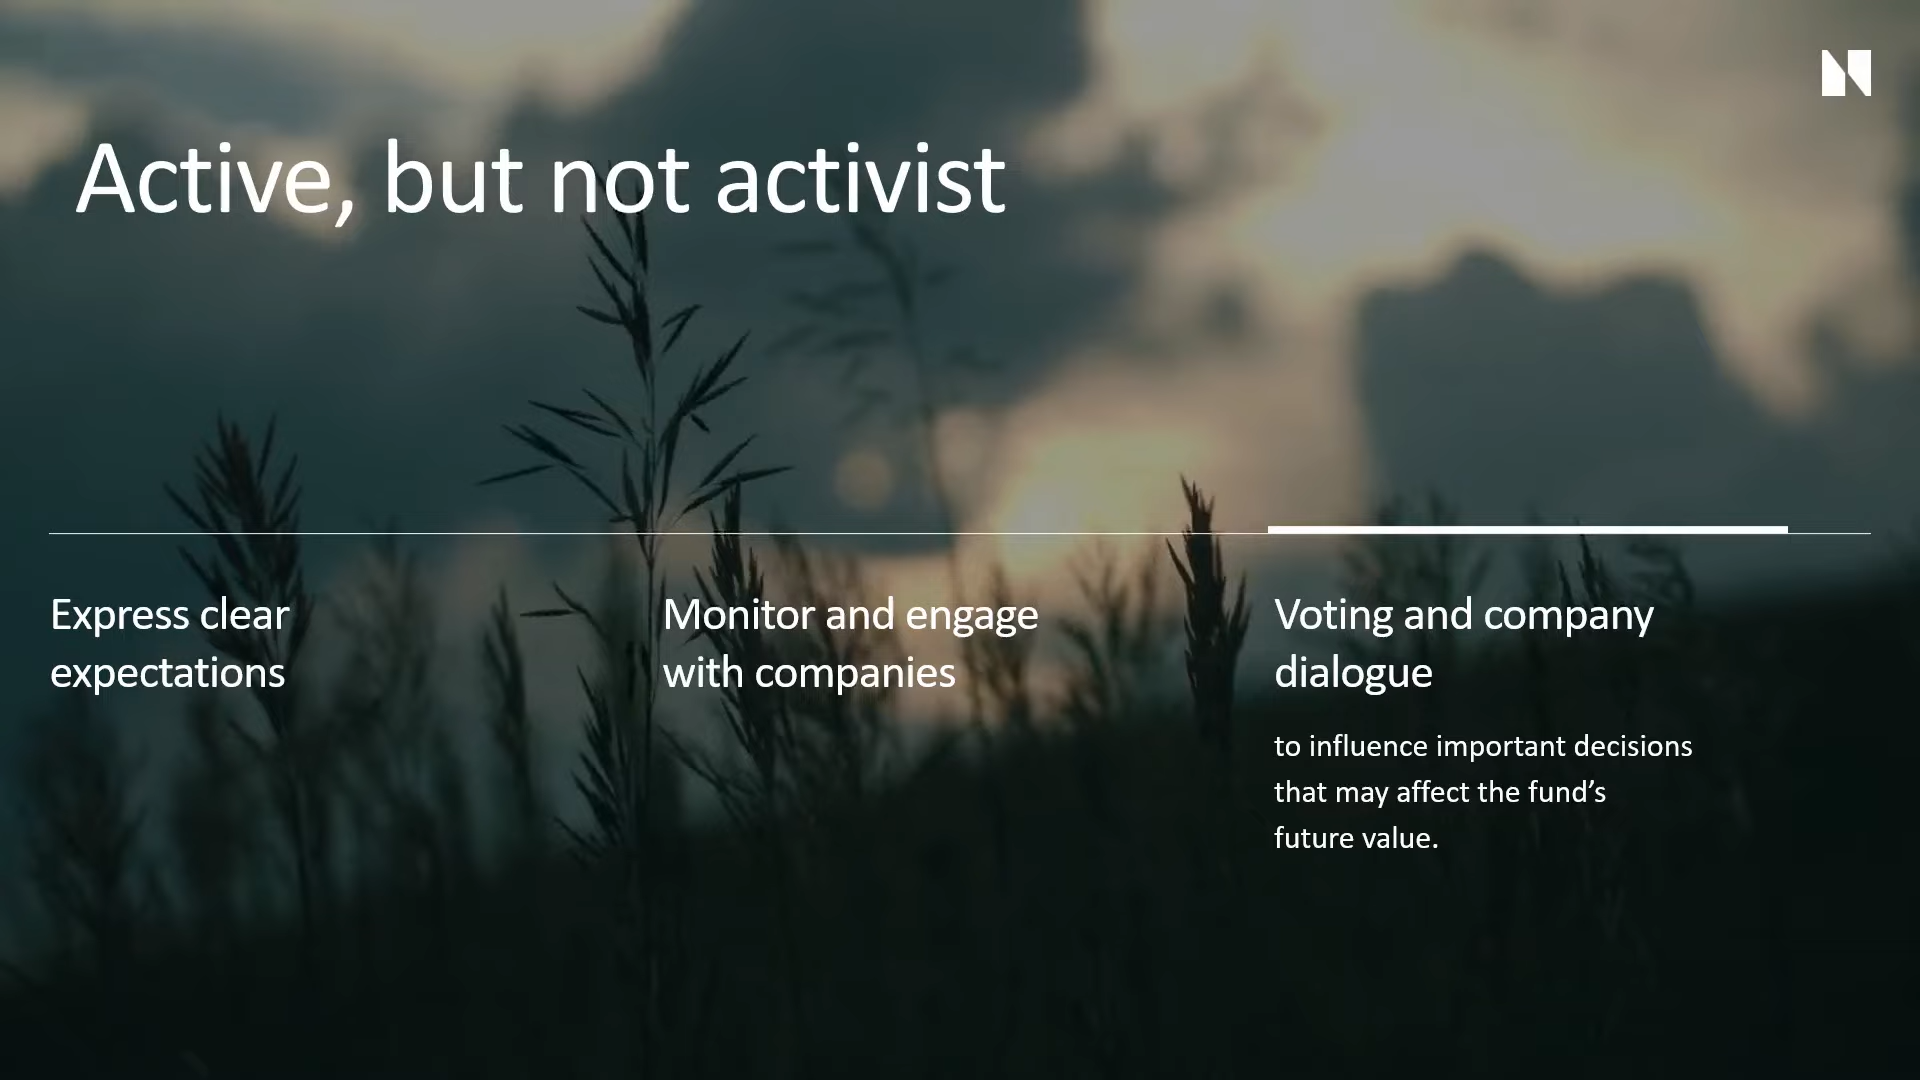 Active, but not activist
Express clear
expectations
Monitor and engage
with companies
Voting and company
dialogue
to influence important decisions
that may affect the fund’s
future value.